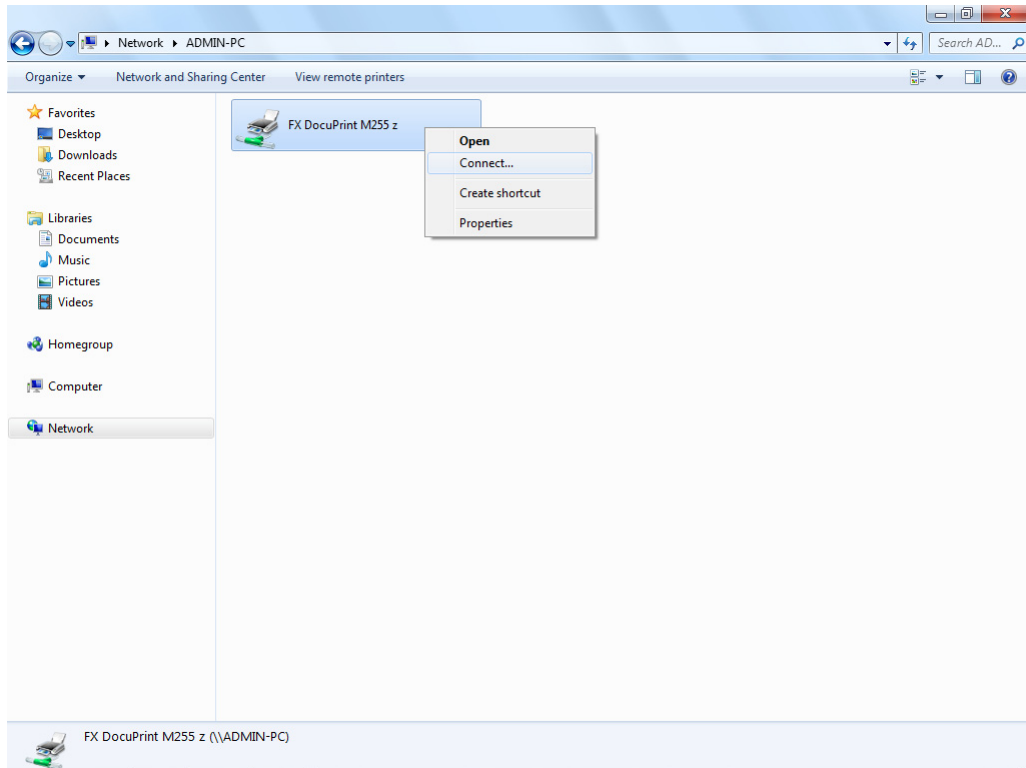 Network ADMIN-PC Search AD...
Organize Network and Sharing Center View remote printers
Favorites
Desktop
Downloads
Recent Places
Libraries
Documents
Music
Pictures
Videos
Homegroup
Computer
Network
FX DocuPrint M255 z
Open
Connect...
Create shortcut
Properties
FX DocuPrint M255 z (\\ADMIN-PC)